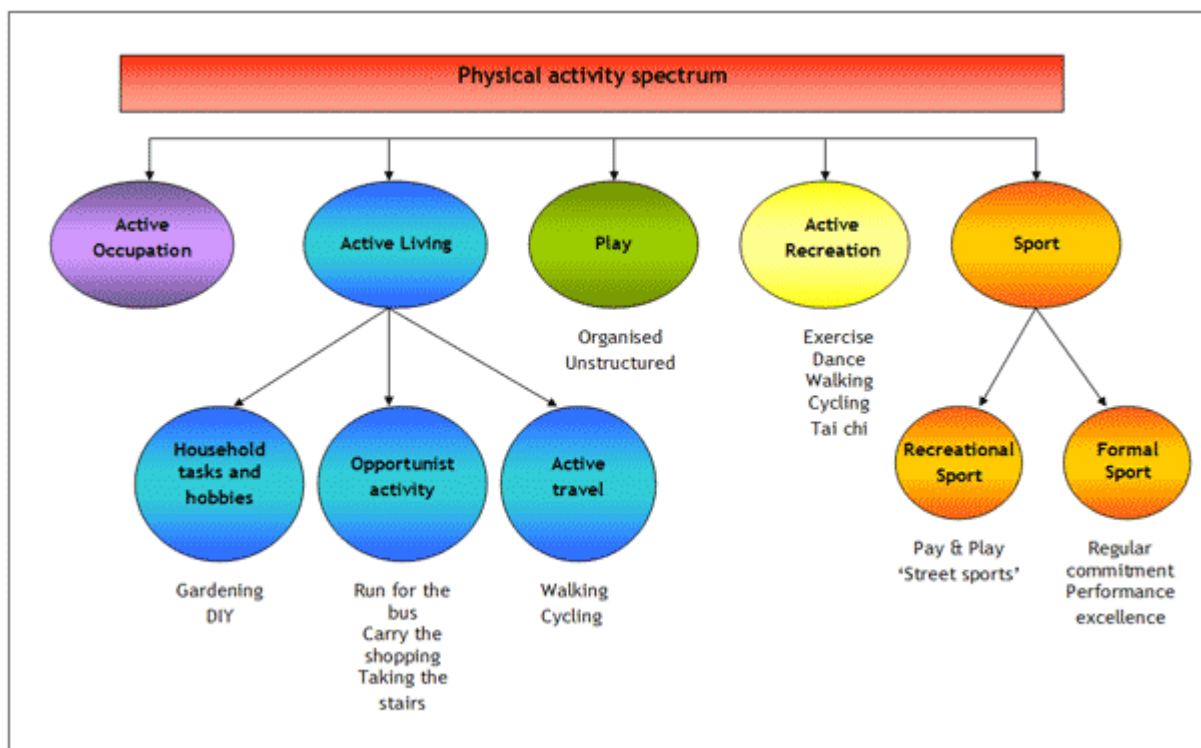 Physical activity spectrum
Active
Occupation
Active Living
Play
Active
Recreation
Sport
Organised
Unstructured
Exercise
Dance
Walking
Cycling
Tai chi
Household
tasks and
hobbies
Opportunist
activity
Active
travel
Recreational
Sport
Formal
Sport
Gardening
DIY
Run for the
bus
Carry the
shopping
Taking the
stairs
Walking
Cycling
Pay & Play
‘Street sports’
Regular
commitment
Performance
excellence